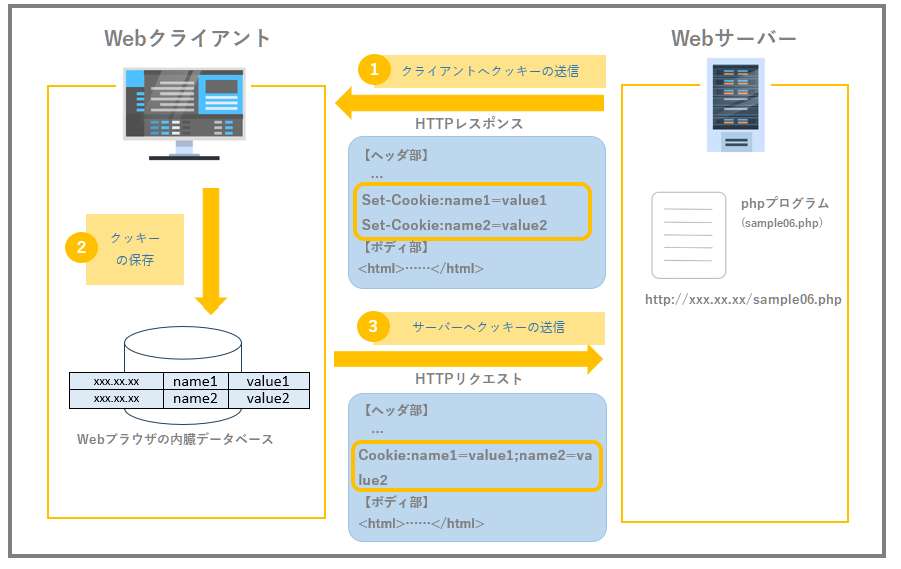 Webクライアント
Webサーバー
1 クライアントへクッキーの送信
HTTPレスポンス
【ヘッダ部】
…
Set-Cookie:name1=value1
Set-Cookie:name2=value2
【ボディ部】
<html>……</html>
phpプログラム
(sample06.php)
http://xxx.xx.xx/sample06.php
2 クッキー
の保存
xxx.xx.xx name1 value1
xxx.xx.xx name2 value2
Webブラウザの内臓データベース
3 サーバーへクッキーの送信
HTTPリクエスト
【ヘッダ部】
…
Cookie:name1=value1;name2=va
lue2
【ボディ部】
<html>……</html>